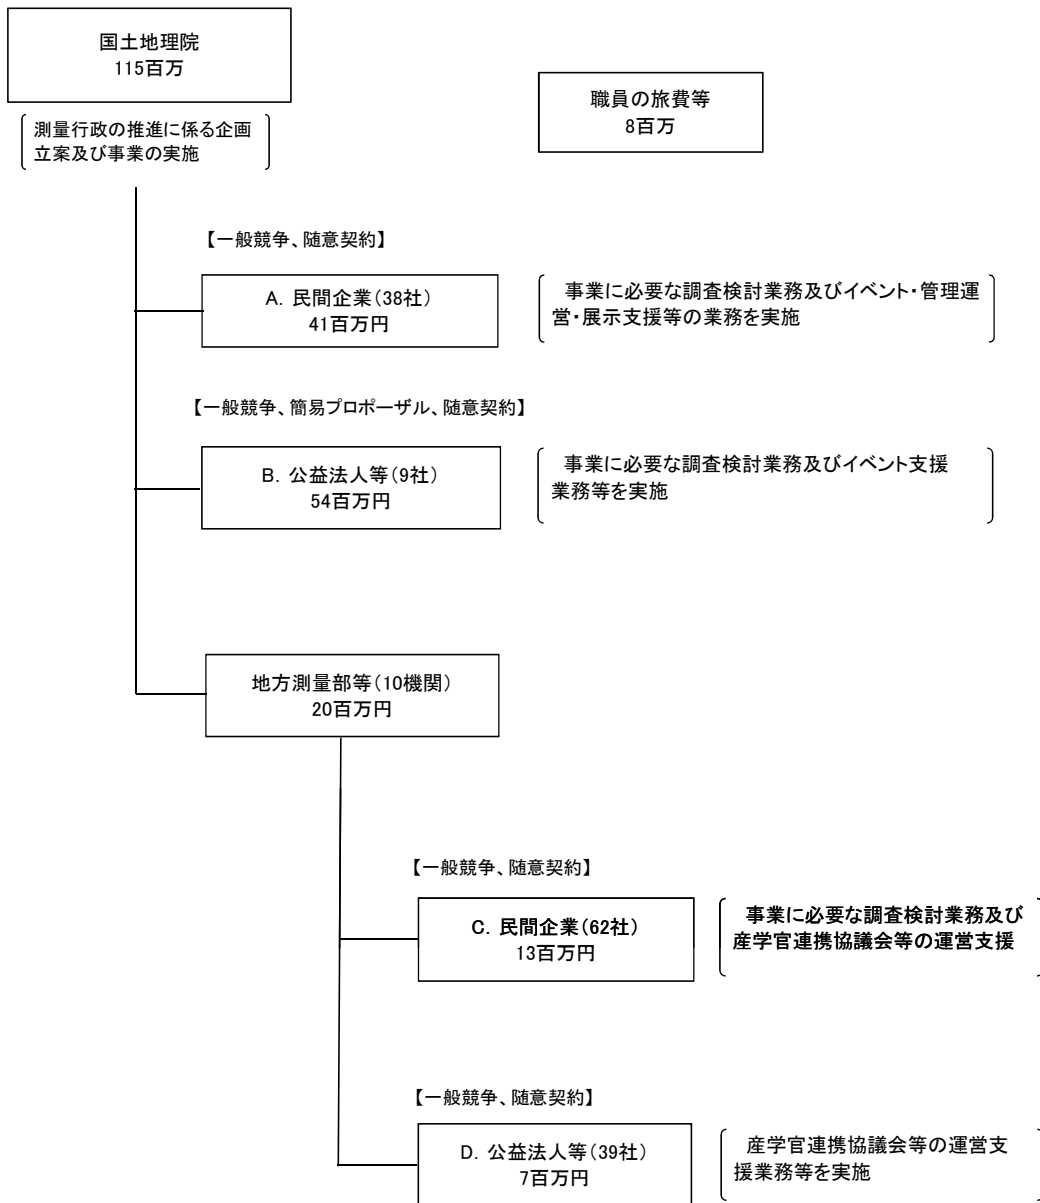 国土地理院
115百万
職員の旅費等
8百万
測量行政の推進に係る企画
立案及び事業の実施
【一般競争、随意契約】
A．民間企業（38社）
41百万円
事業に必要な調査検討業務及びイベント・管理運
営・展示支援等の業務を実施
【一般競争、簡易プロポーザル、随意契約】
B．公益法人等（9社）
54百万円
事業に必要な調査検討業務及びイベント支援
業務等を実施
地方測量部等（10機関）
20百万円
【一般競争、随意契約】
C．民間企業（62社）
13百万円
事業に必要な調査検討業務及び
産学官連携協議会等の運営支援
【一般競争、随意契約】
D．公益法人等（39社）
7百万円
産学官連携協議会等の運営支
援業務等を実施